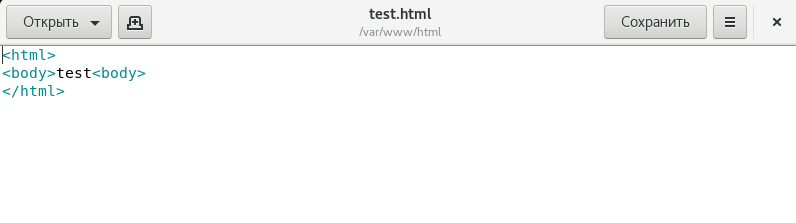 Открыть
test.html
/var/www/html
Сохранить
<html>
<body>test<body>
</html>